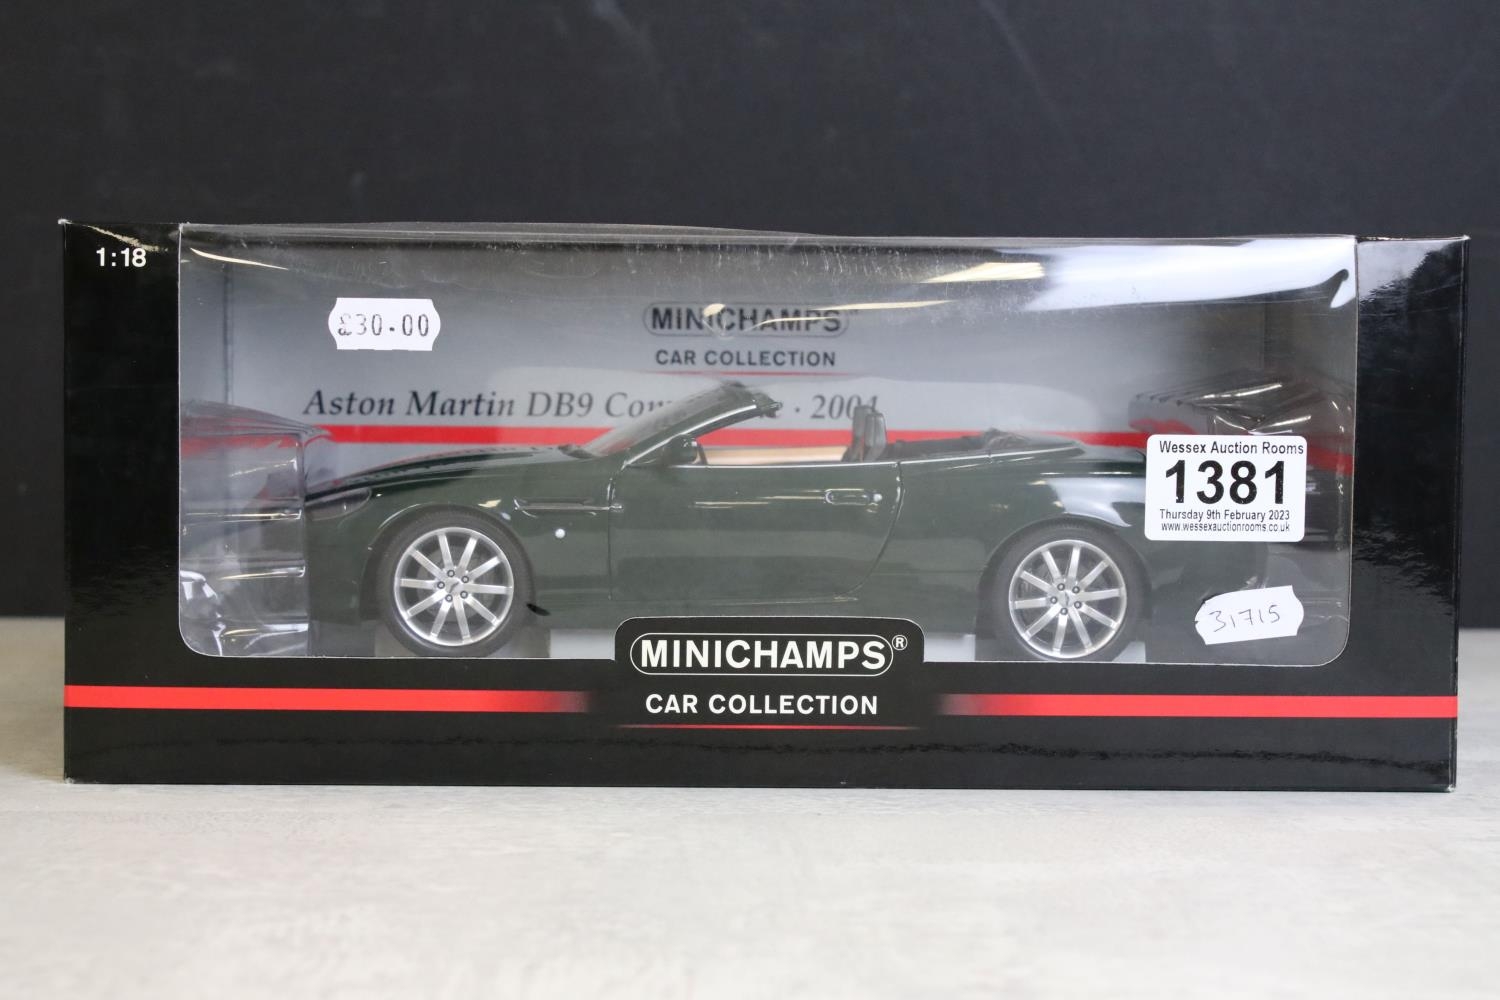 1:18
£30.00
MINICHAMPS
CAR COLLECTION
Aston Martin DB9 · 2004
Wessex Auction Rooms
1381
Thursday 9th February 2023
www.wessexauctionrooms.co.uk
31715
MINICHAMPS®
CAR COLLECTION